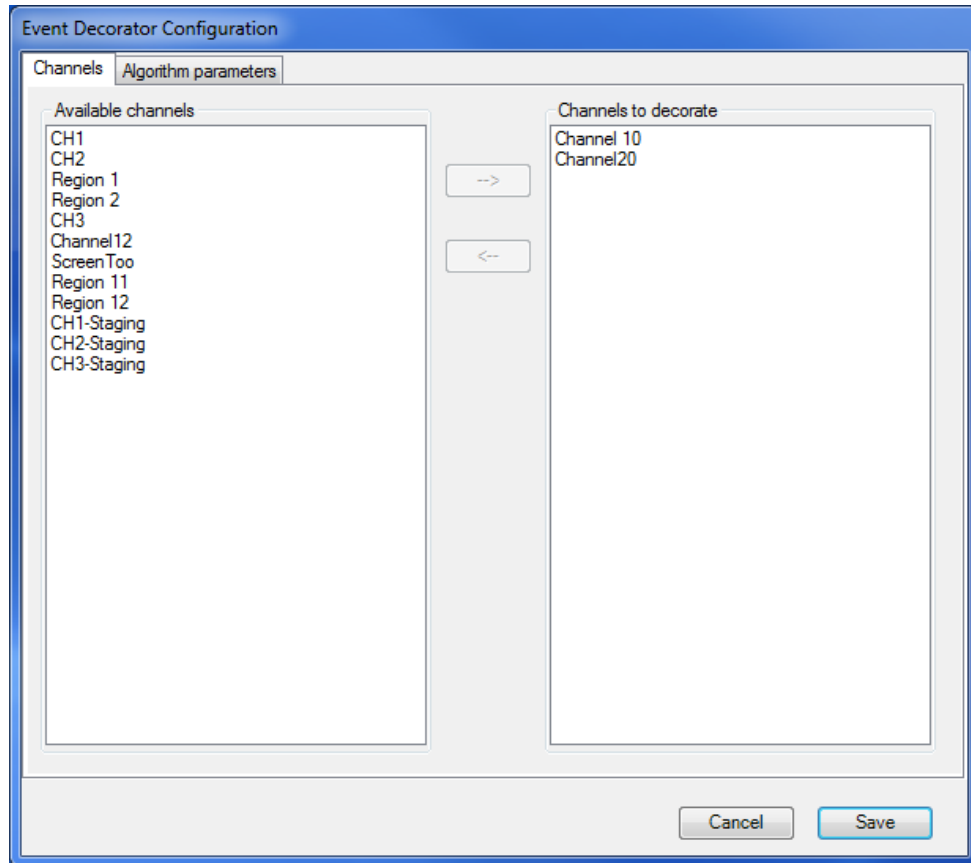 Event Decorator Configuration
Channels
Algorithm parameters
Available channels
CH1
CH2
Region 1
Region 2
CH3
Channel12
ScreenToo
Region 11
Region 12
CH1-Staging
CH2-Staging
CH3-Staging
-->
<--
Channels to decorate
Channel 10
Channel20
Cancel
Save